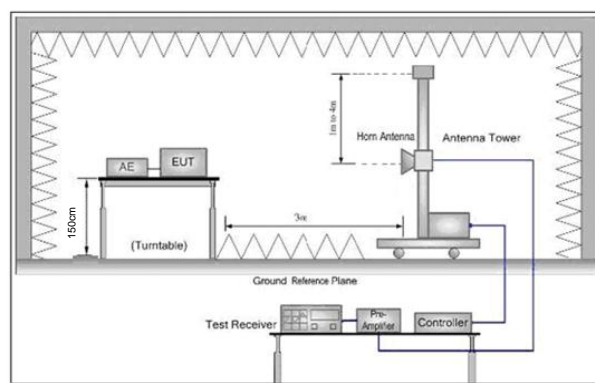 1m to 4m
Horn Antenna
Antenna Tower
AE
EUT
150cm
(Turntable)
3m
Ground Reference Plane
Test Receiver
Pre-
Amplifier
Controller